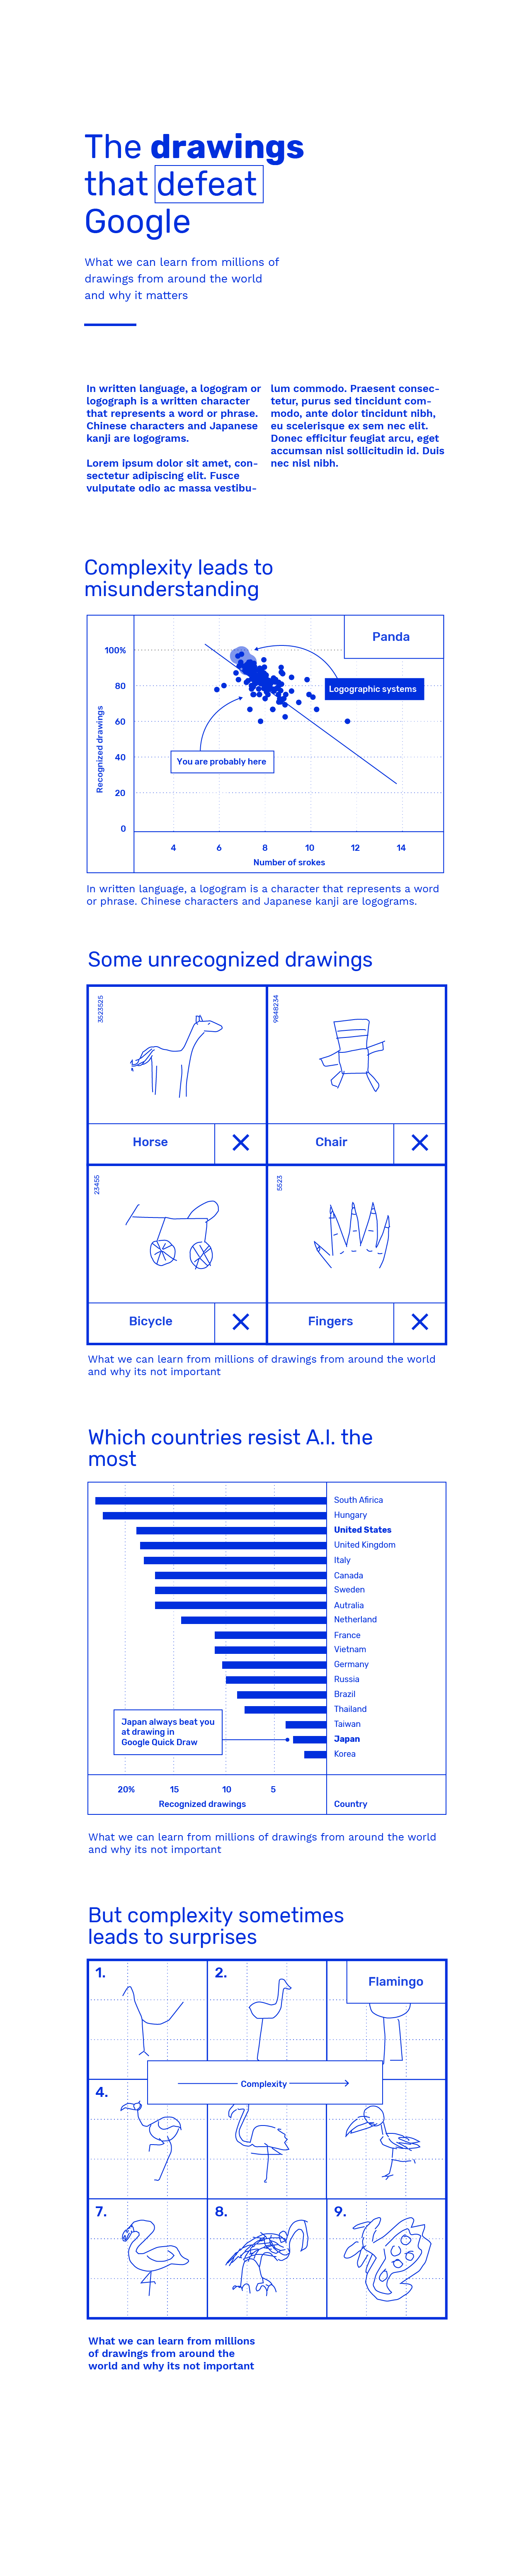 The drawings
that defeat
Google
What we can learn from millions of
drawings from around the world
and why it matters
In written language, a logogram or
logograph is a written character
that represents a word or phrase.
Chinese characters and Japanese
kanji are logograms.
Lorem ipsum dolor sit amet, con-
sectetur adipiscing elit. Fusce
vulputate odio ac massa vestibu-
lum commodo. Praesent consec-
tetur, purus sed tincidunt com-
modo, ante dolor tincidunt nibh,
eu scelerisque ex sem nec elit.
Donec efficitur feugiat arcu, eget
accumsan nisl sollicitudin id. Duis
nec nisl nibh.
Complexity leads to
misunderstanding
Panda
100%
80
60
40
20
0
Recognized drawings
Logographic systems
You are probably here
4 6 8 10 12 14
Number of srokes
In written language, a logogram is a character that represents a word
or phrase. Chinese characters and Japanese kanji are logograms.
Some unrecognized drawings
3523525
9848234
Horse
Chair
23455
5523
Bicycle
Fingers
What we can learn from millions of drawings from around the world
and why its not important
Which countries resist A.I. the
most
South Afirica
Hungary
United States
United Kingdom
Italy
Canada
Sweden
Autralia
Netherland
France
Vietnam
Germany
Russia
Brazil
Thailand
Taiwan
Japan
Korea
Japan always beat you
at drawing in
Google Quick Draw
20% 15 10 5
Recognized drawings
Country
What we can learn from millions of drawings from around the world
and why its not important
But complexity sometimes
leads to surprises
1.
2.
Flamingo
Complexity
4.
7.
8.
9.
What we can learn from millions
of drawings from around the
world and why its not important